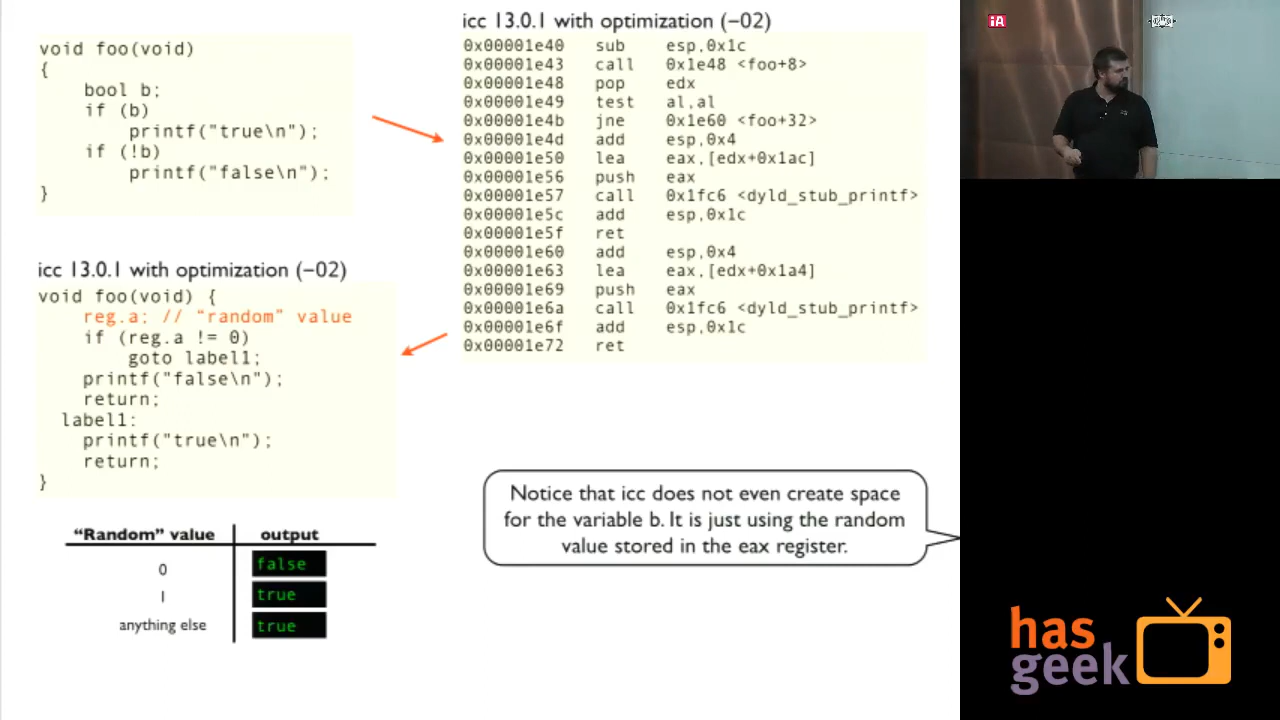 void foo(void)
{
    bool b;
    if (b)
        printf("true\n");
    if (!b)
        printf("false\n");
}
icc 13.0.1 with optimization (–02)
0x00001e40 sub esp,0x1c
0x00001e43 call 0x1e48 <foo+8>
0x00001e48 pop edx
0x00001e49 test al,al
0x00001e4b jne 0x1e60 <foo+32>
0x00001e4d add esp,0x4
0x00001e50 lea eax,[edx+0x1ac]
0x00001e56 push eax
0x00001e57 call 0x1fc6 <dyld_stub_printf>
0x00001e5c add esp,0x1c
0x00001e5f ret
0x00001e60 add esp,0x4
0x00001e63 lea eax,[edx+0x1a4]
0x00001e69 push eax
0x00001e6a call 0x1fc6 <dyld_stub_printf>
0x00001e6f add esp,0x1c
0x00001e72 ret
icc 13.0.1 with optimization (–02)
void foo(void) {
    reg.a; // “random” value
    if (reg.a != 0)
        goto label1;
    printf("false\n");
    return;
  label1:
    printf("true\n");
    return;
}
“Random” value output
0 false
1 true
anything else true
Notice that icc does not even create space
for the variable b. It is just using the random
value stored in the eax register.
iA
has
geek